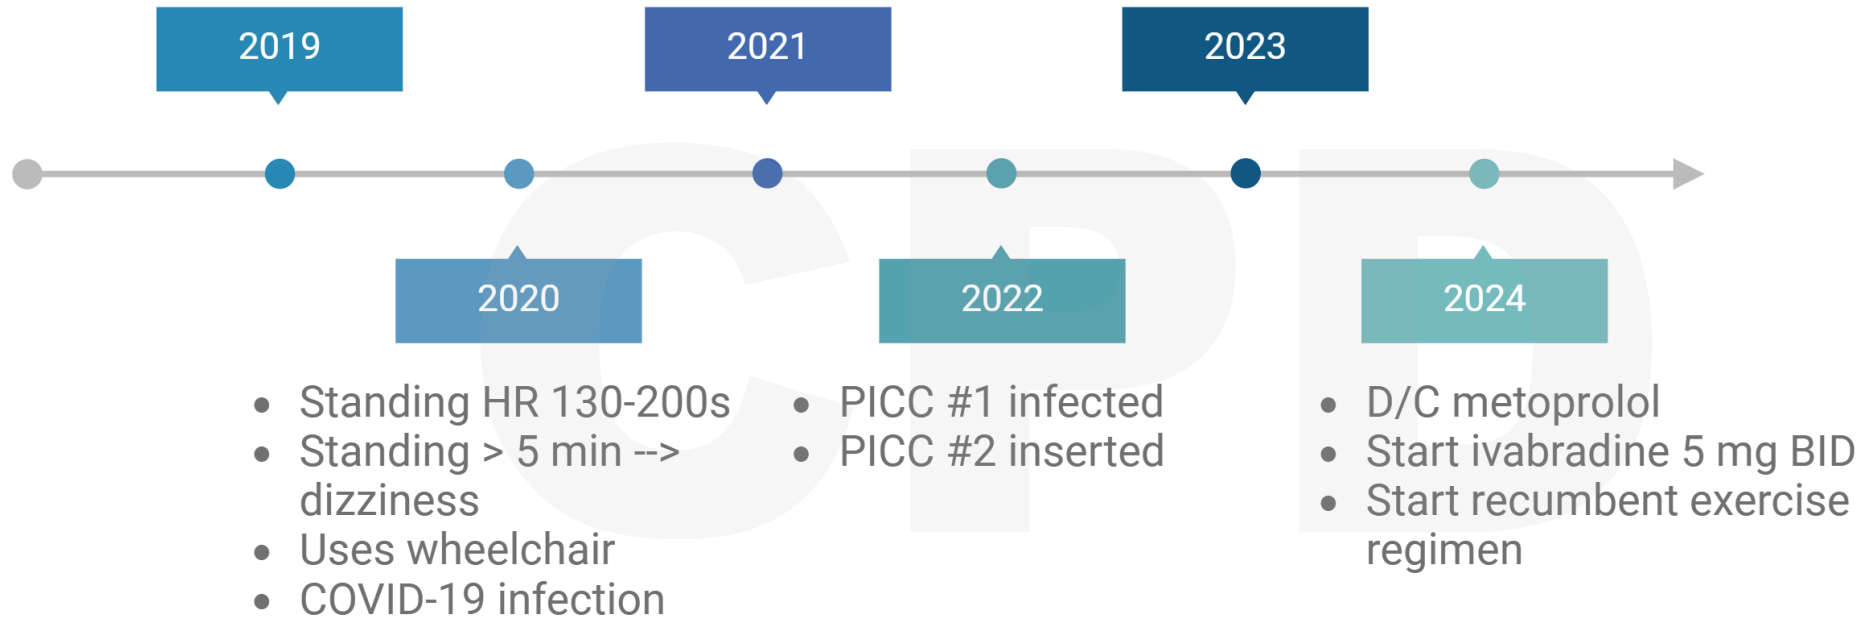 2019
2021
2023
2020
2022
2024
• Standing HR 130-200s
• Standing > 5 min -->
dizziness
• Uses wheelchair
• COVID-19 infection
• PICC #1 infected
• PICC #2 inserted
• D/C metoprolol
• Start ivabradine 5 mg BID
• Start recumbent exercise
regimen
CPD